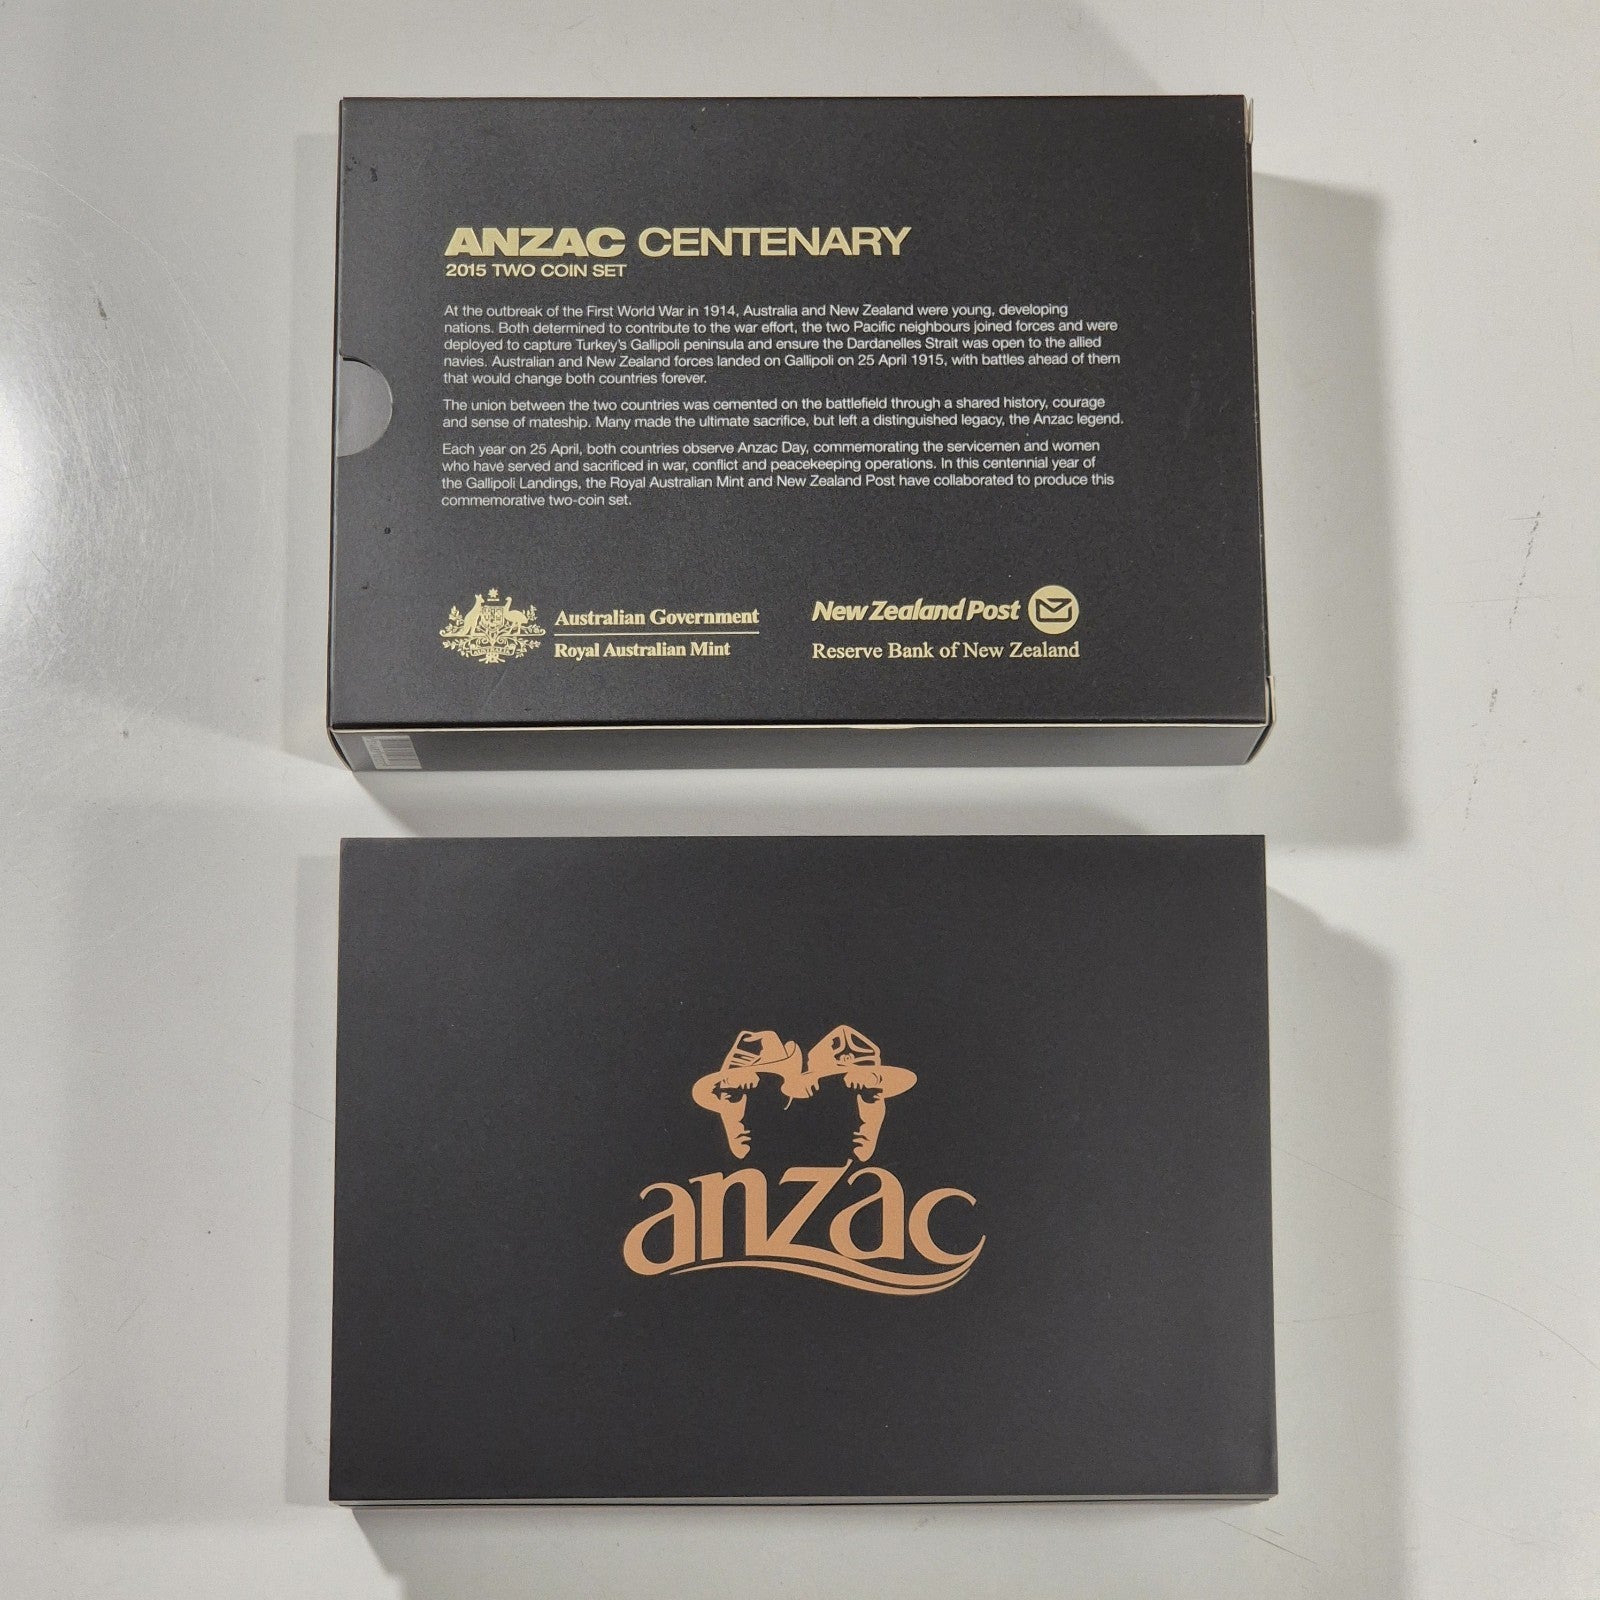 ANZAC CENTENARY
2015 TWO COIN SET
At the outbreak of the First World War in 1914, Australia and New Zealand were young, developing
nations. Both determined to contribute to the war effort, the two Pacific neighbours joined forces and were
deployed to capture Turkey's Gallipoli peninsula and ensure the Dardanelles Strait was open to the allied
navies. Australian and New Zealand forces landed on Gallipoli on 25 April 1915, with battles ahead of them
that would change both countries forever.
The union between the two countries was cemented on the battlefield through a shared history, courage
and sense of mateship. Many made the ultimate sacrifice, but left a distinguished legacy, the Anzac legend.
Each year on 25 April, both countries observe Anzac Day, commemorating the servicemen and women
who have served and sacrificed in war, conflict and peacekeeping operations. In this centennial year of
the Gallipoli Landings, the Royal Australian Mint and New Zealand Post have collaborated to produce this
commemorative two-coin set.
AUSTRALIA
Australian Government
Royal Australian Mint
New Zealand Post
Reserve Bank of New Zealand
anzac